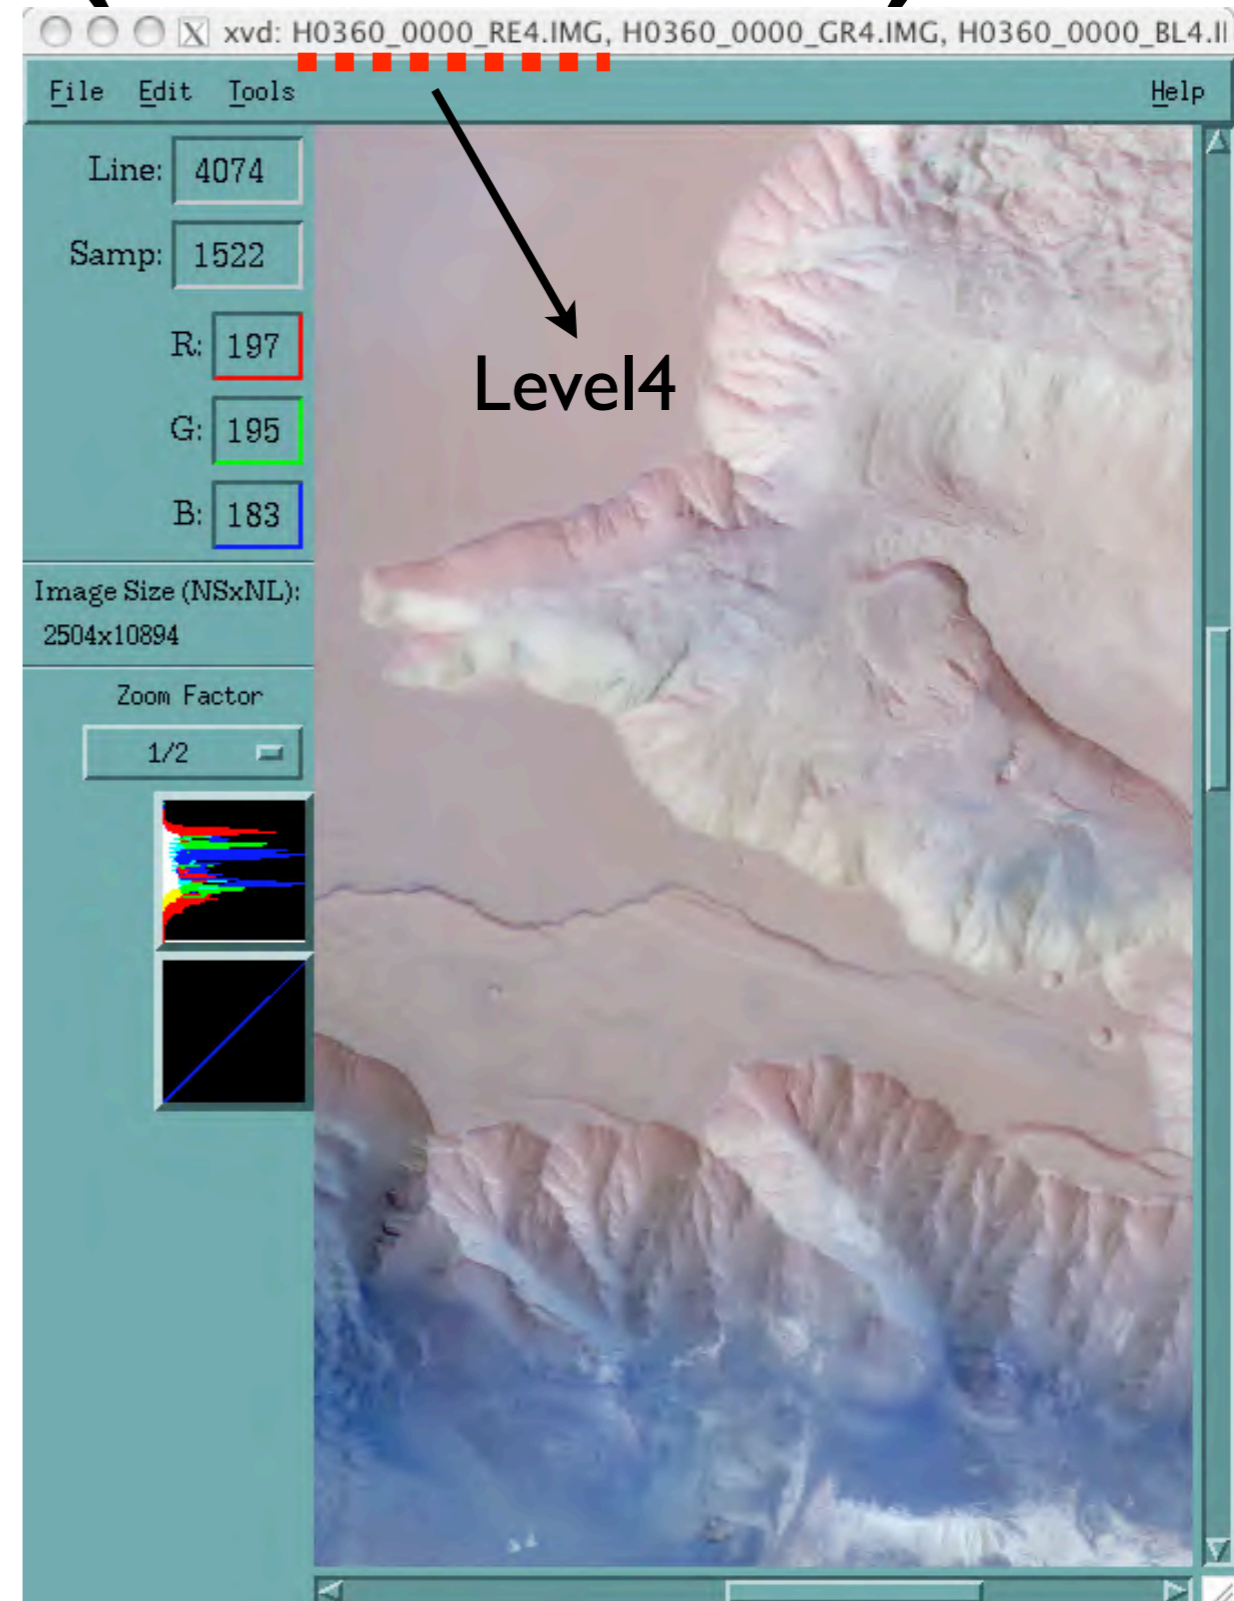 xvd: H0360_0000_RE4.IMG, H0360_0000_GR4.IMG, H0360_0000_BL4.I
File Edit Tools Help
Line: 4074
Samp: 1522
R: 197
Level4
G: 195
B: 183
Image Size (NSxNL):
2504x10894
Zoom Factor
1/2